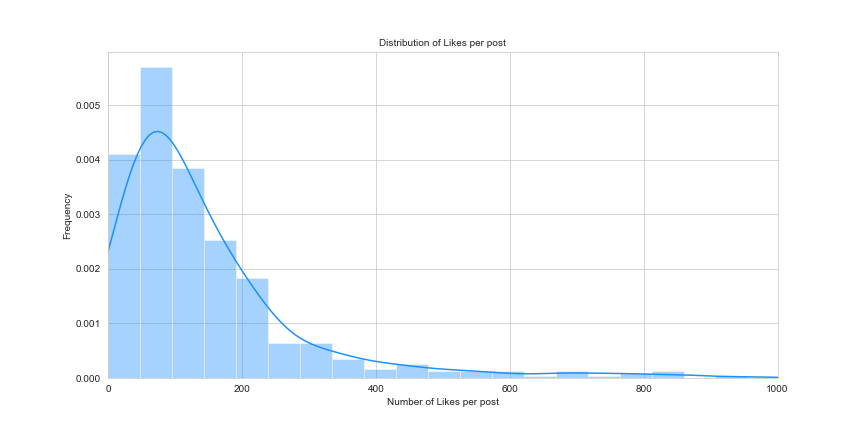 Distribution of Likes per post
Frequency
0.005
0.004
0.003
0.002
0.001
0.000
0 200 400 600 800 1000
Number of Likes per post